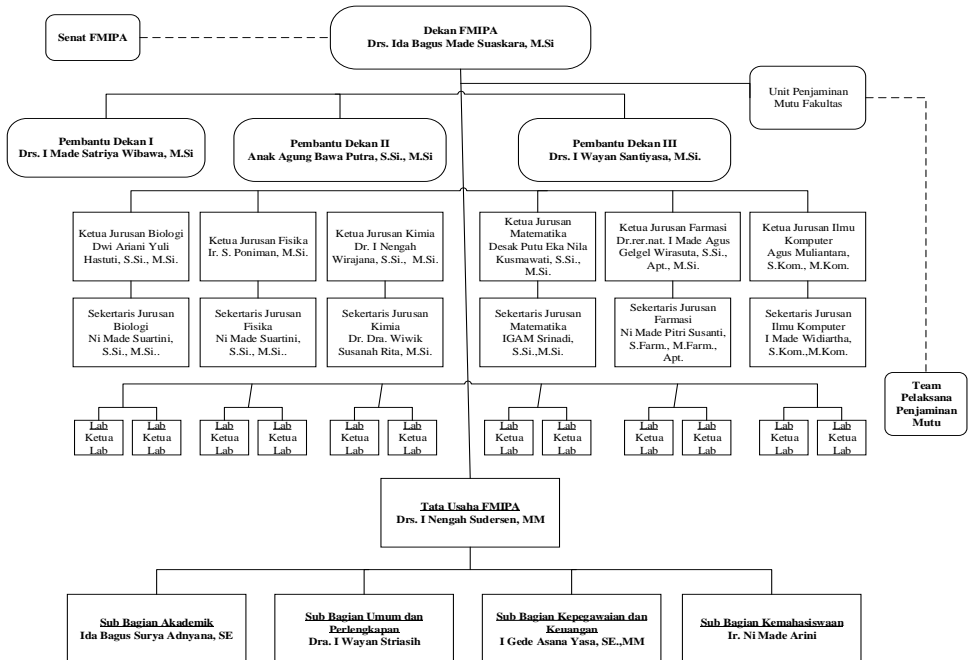 Senat FMIPA
Dekan FMIPA
Drs. Ida Bagus Made Suaskara, M.Si
Unit Penjaminan
Mutu Fakultas
Pembantu Dekan I
Drs. I Made Satriya Wibawa, M.Si
Pembantu Dekan II
Anak Agung Bawa Putra, S.Si., M.Si
Pembantu Dekan III
Drs. I Wayan Santiyasa, M.Si.
Ketua Jurusan Biologi
Dwi Ariani Yuli
Hastuti, S.Si., M.Si.
Ketua Jurusan Fisika
Ir. S. Poniman, M.Si.
Ketua Jurusan Kimia
Dr. I Nengah
Wirajana, S.Si., M.Si.
Ketua Jurusan
Matematika
Desak Putu Eka Nila
Kusmawati, S.Si.,
M.Si.
Ketua Jurusan Farmasi
Dr.rer.nat. I Made Agus
Gelgel Wirasuta, S.Si.,
Apt., M.Si.
Ketua Jurusan Ilmu
Komputer
Agus Muliantara,
S.Kom., M.Kom.
Sekertaris Jurusan
Biologi
Ni Made Suartini,
S.Si., M.Si..
Sekertaris Jurusan
Fisika
Ni Made Suartini,
S.Si., M.Si..
Sekertaris Jurusan
Kimia
Dr. Dra. Wiwik
Susanah Rita, M.Si.
Sekertaris Jurusan
Matematika
IGAM Srinadi,
S.Si.,M.Si.
Sekertaris Jurusan
Farmasi
Ni Made Pitri Susanti,
S.Farm., M.Farm.,
Apt.
Sekertaris Jurusan
Ilmu Komputer
I Made Widiartha,
S.Kom.,M.Kom.
Team
Pelaksana
Penjaminan
Mutu
Lab
Ketua
Lab
Lab
Ketua
Lab
Lab
Ketua
Lab
Lab
Ketua
Lab
Lab
Ketua
Lab
Lab
Ketua
Lab
Lab
Ketua
Lab
Lab
Ketua
Lab
Lab
Ketua
Lab
Lab
Ketua
Lab
Lab
Ketua
Lab
Lab
Ketua
Lab
Tata Usaha FMIPA
Drs. I Nengah Sudersen, MM
Sub Bagian Akademik
Ida Bagus Surya Adnyana, SE
Sub Bagian Umum dan
Perlengkapan
Dra. I Wayan Striasih
Sub Bagian Kepegawaian dan
Keuangan
I Gede Asana Yasa, SE.,MM
Sub Bagian Kemahasiswaan
Ir. Ni Made Arini